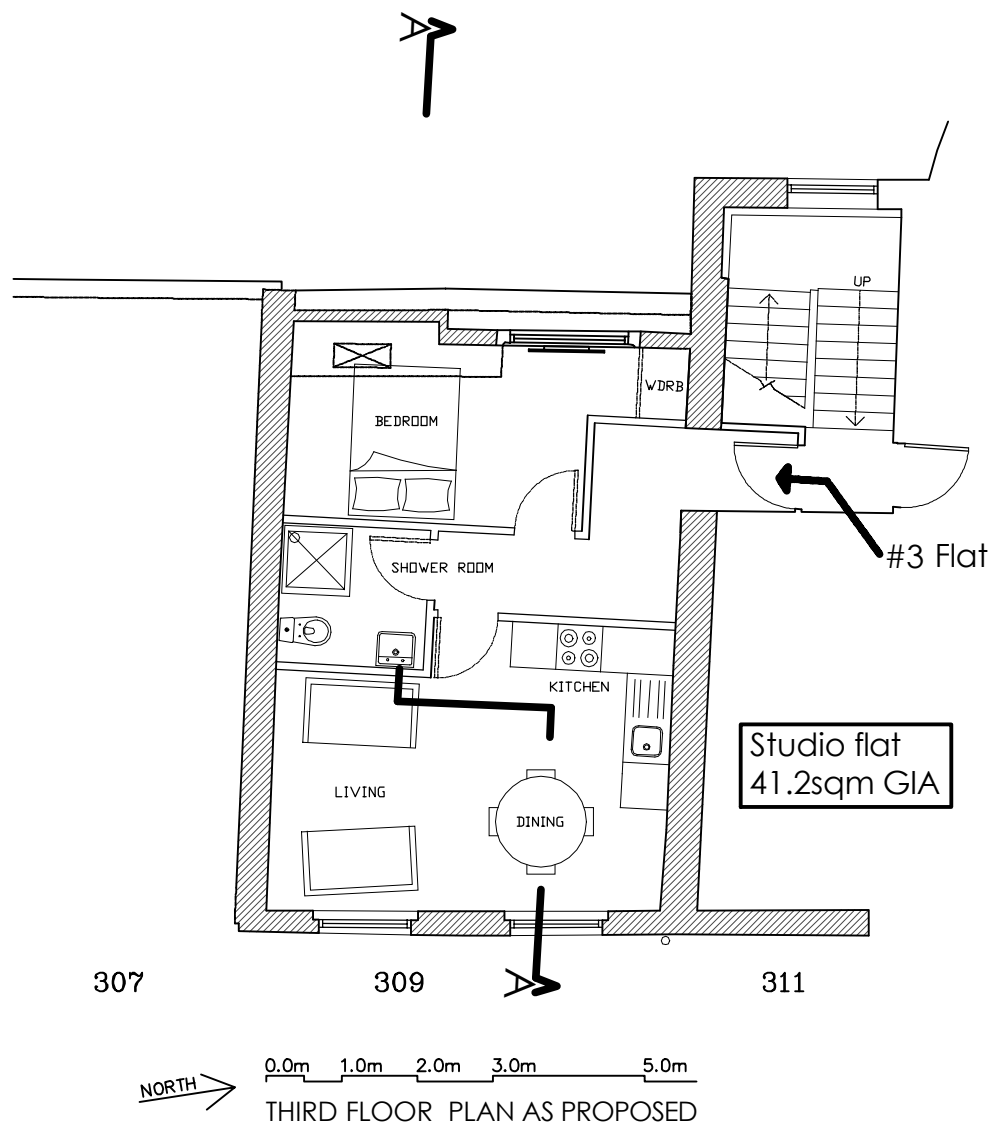 A
UP
WDRB
BEDROOM
#3 Flat
SHOWER ROOM
KITCHEN
Studio flat
41.2sqm GIA
LIVING
DINING
A
307 309 311
NORTH
0.0m 1.0m 2.0m 3.0m 5.0m
THIRD FLOOR PLAN AS PROPOSED